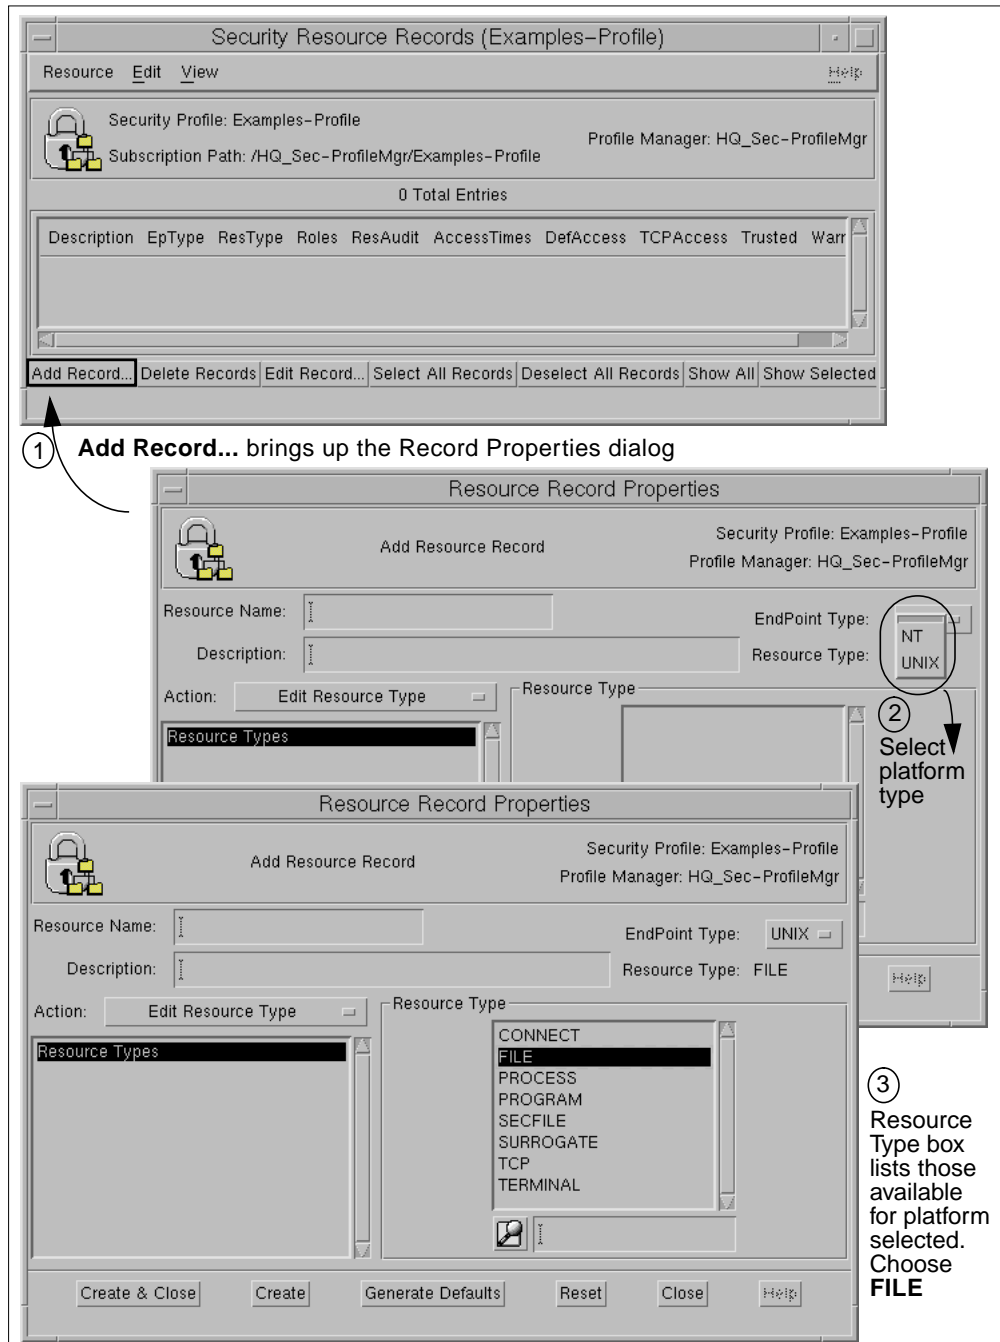 Security Resource Records (Examples-Profile)
Resource Edit View Help
Security Profile: Examples-Profile
Profile Manager: HQ_Sec-ProfileMgr
Subscription Path: /HQ_Sec-ProfileMgr/Examples-Profile
0 Total Entries
Description EpType ResType Roles ResAudit AccessTimes DefAccess TCPAccess Trusted Warr
Add Record... Delete Records Edit Record... Select All Records Deselect All Records Show All Show Selected
1 Add Record... brings up the Record Properties dialog
Resource Record Properties
Add Resource Record
Security Profile: Examples-Profile
Profile Manager: HQ_Sec-ProfileMgr
Resource Name:
EndPoint Type:
NT
UNIX
Description:
Resource Type:
Action: Edit Resource Type
Resource Type
Resource Types
2
Select
platform
type
Help
Resource Record Properties
Add Resource Record
Security Profile: Examples-Profile
Profile Manager: HQ_Sec-ProfileMgr
Resource Name:
EndPoint Type: UNIX
Description:
Resource Type: FILE
Action: Edit Resource Type
Resource Type
Resource Types
CONNECT
FILE
PROCESS
PROGRAM
SECFILE
SURROGATE
TCP
TERMINAL
Create & Close Create Generate Defaults Reset Close Help
3
Resource
Type box
lists those
available
for platform
selected.
Choose
FILE